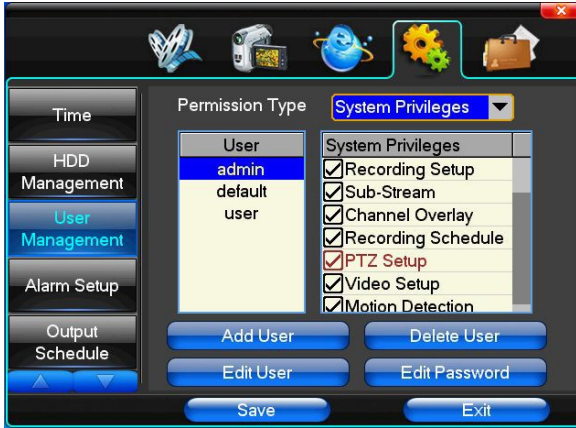 Permission Type System Privileges
Time
HDD
Management
User
Management
Alarm Setup
Output
Schedule
User
admin
default
user
System Privileges
Recording Setup
Sub-Stream
Channel Overlay
Recording Schedule
PTZ Setup
Video Setup
Motion Detection
Add User
Delete User
Edit User
Edit Password
Save
Exit